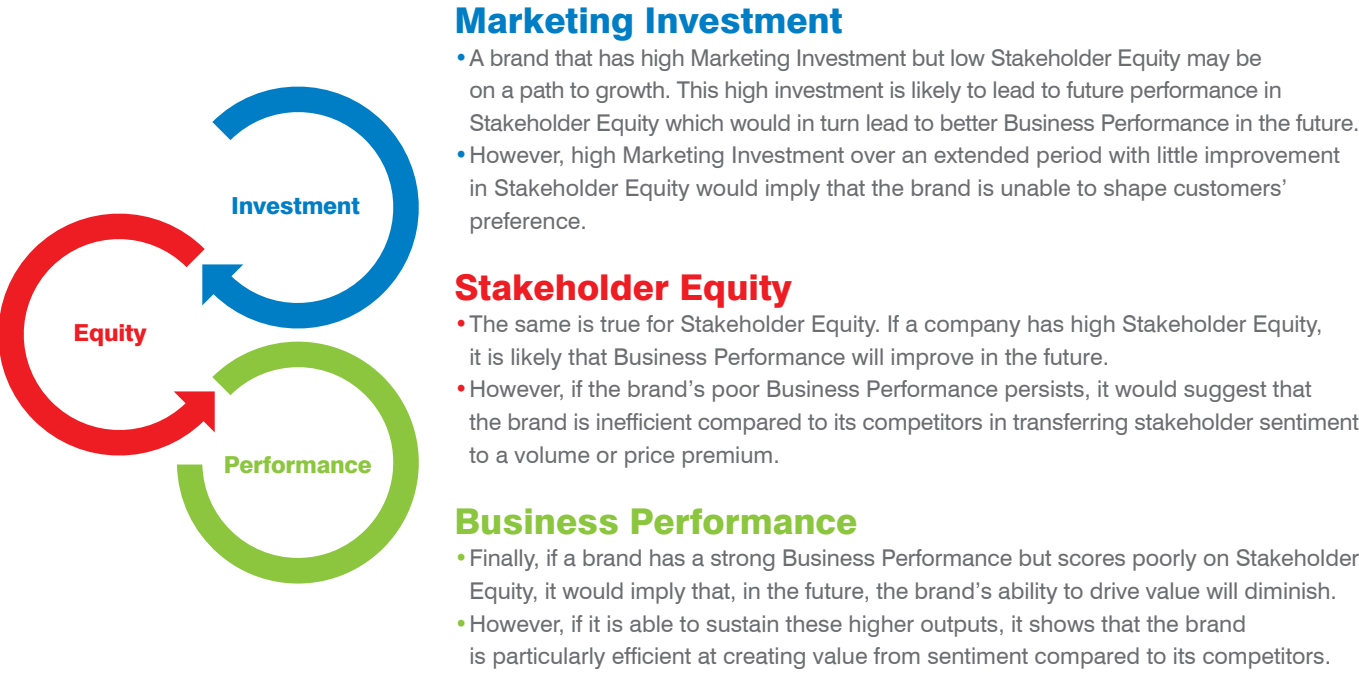 Marketing Investment
•A brand that has high Marketing Investment but low Stakeholder Equity may be
on a path to growth. This high investment is likely to lead to future performance in
Stakeholder Equity which would in turn lead to better Business Performance in the future.
•However, high Marketing Investment over an extended period with little improvement
in Stakeholder Equity would imply that the brand is unable to shape customers’
preference.
Investment
Stakeholder Equity
•The same is true for Stakeholder Equity. If a company has high Stakeholder Equity,
it is likely that Business Performance will improve in the future.
•However, if the brand’s poor Business Performance persists, it would suggest that
the brand is inefficient compared to its competitors in transferring stakeholder sentiment
to a volume or price premium.
Equity
Business Performance
•Finally, if a brand has a strong Business Performance but scores poorly on Stakeholder
Equity, it would imply that, in the future, the brand’s ability to drive value will diminish.
•However, if it is able to sustain these higher outputs, it shows that the brand
is particularly efficient at creating value from sentiment compared to its competitors.
Performance